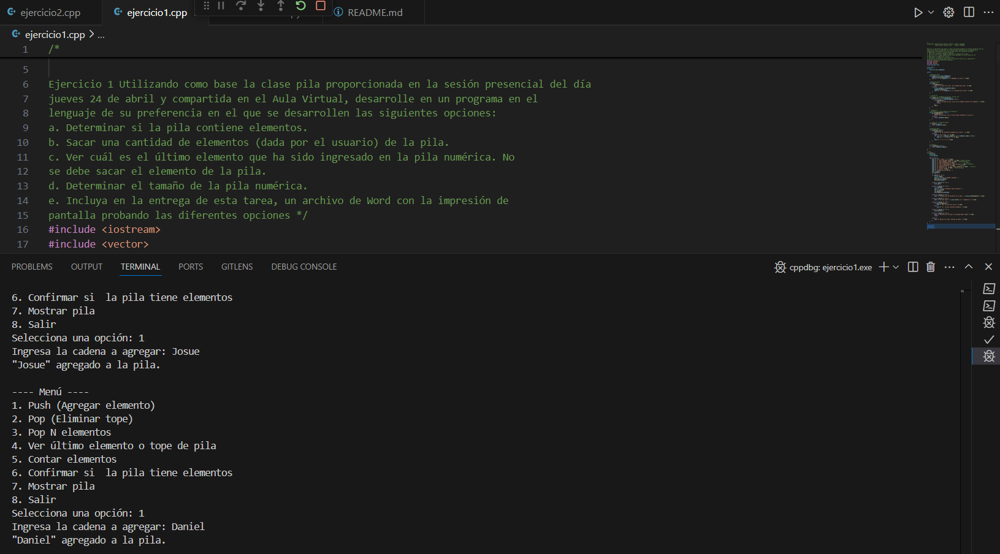 ejercicio2.cpp
ejercicio1.cpp
README.md
ejercicio1.cpp > ...
1 /*
5
6 Ejercicio 1 Utilizando como base la clase pila proporcionada en la sesión presencial del día
7 jueves 24 de abril y compartida en el Aula Virtual, desarrolle en un programa en el
8 lenguaje de su preferencia en el que se desarrollen las siguientes opciones:
9 a. Determinar si la pila contiene elementos.
10 b. Sacar una cantidad de elementos (dada por el usuario) de la pila.
11 c. Ver cuál es el último elemento que ha sido ingresado en la pila numérica. No
12 se debe sacar el elemento de la pila.
13 d. Determinar el tamaño de la pila numérica.
14 e. Incluya en la entrega de esta tarea, un archivo de Word con la impresión de
15 pantalla probando las diferentes opciones */
16 #include <iostream>
17 #include <vector>
PROBLEMS OUTPUT TERMINAL PORTS GITLENS DEBUG CONSOLE
cppdbg: ejercicio1.exe
6. Confirmar si  la pila tiene elementos
7. Mostrar pila
8. Salir
Selecciona una opción: 1
Ingresa la cadena a agregar: Josue
"Josue" agregado a la pila.
---- Menú ----
1. Push (Agregar elemento)
2. Pop (Eliminar tope)
3. Pop N elementos
4. Ver último elemento o tope de pila
5. Contar elementos
6. Confirmar si  la pila tiene elementos
7. Mostrar pila
8. Salir
Selecciona una opción: 1
Ingresa la cadena a agregar: Daniel
"Daniel" agregado a la pila.